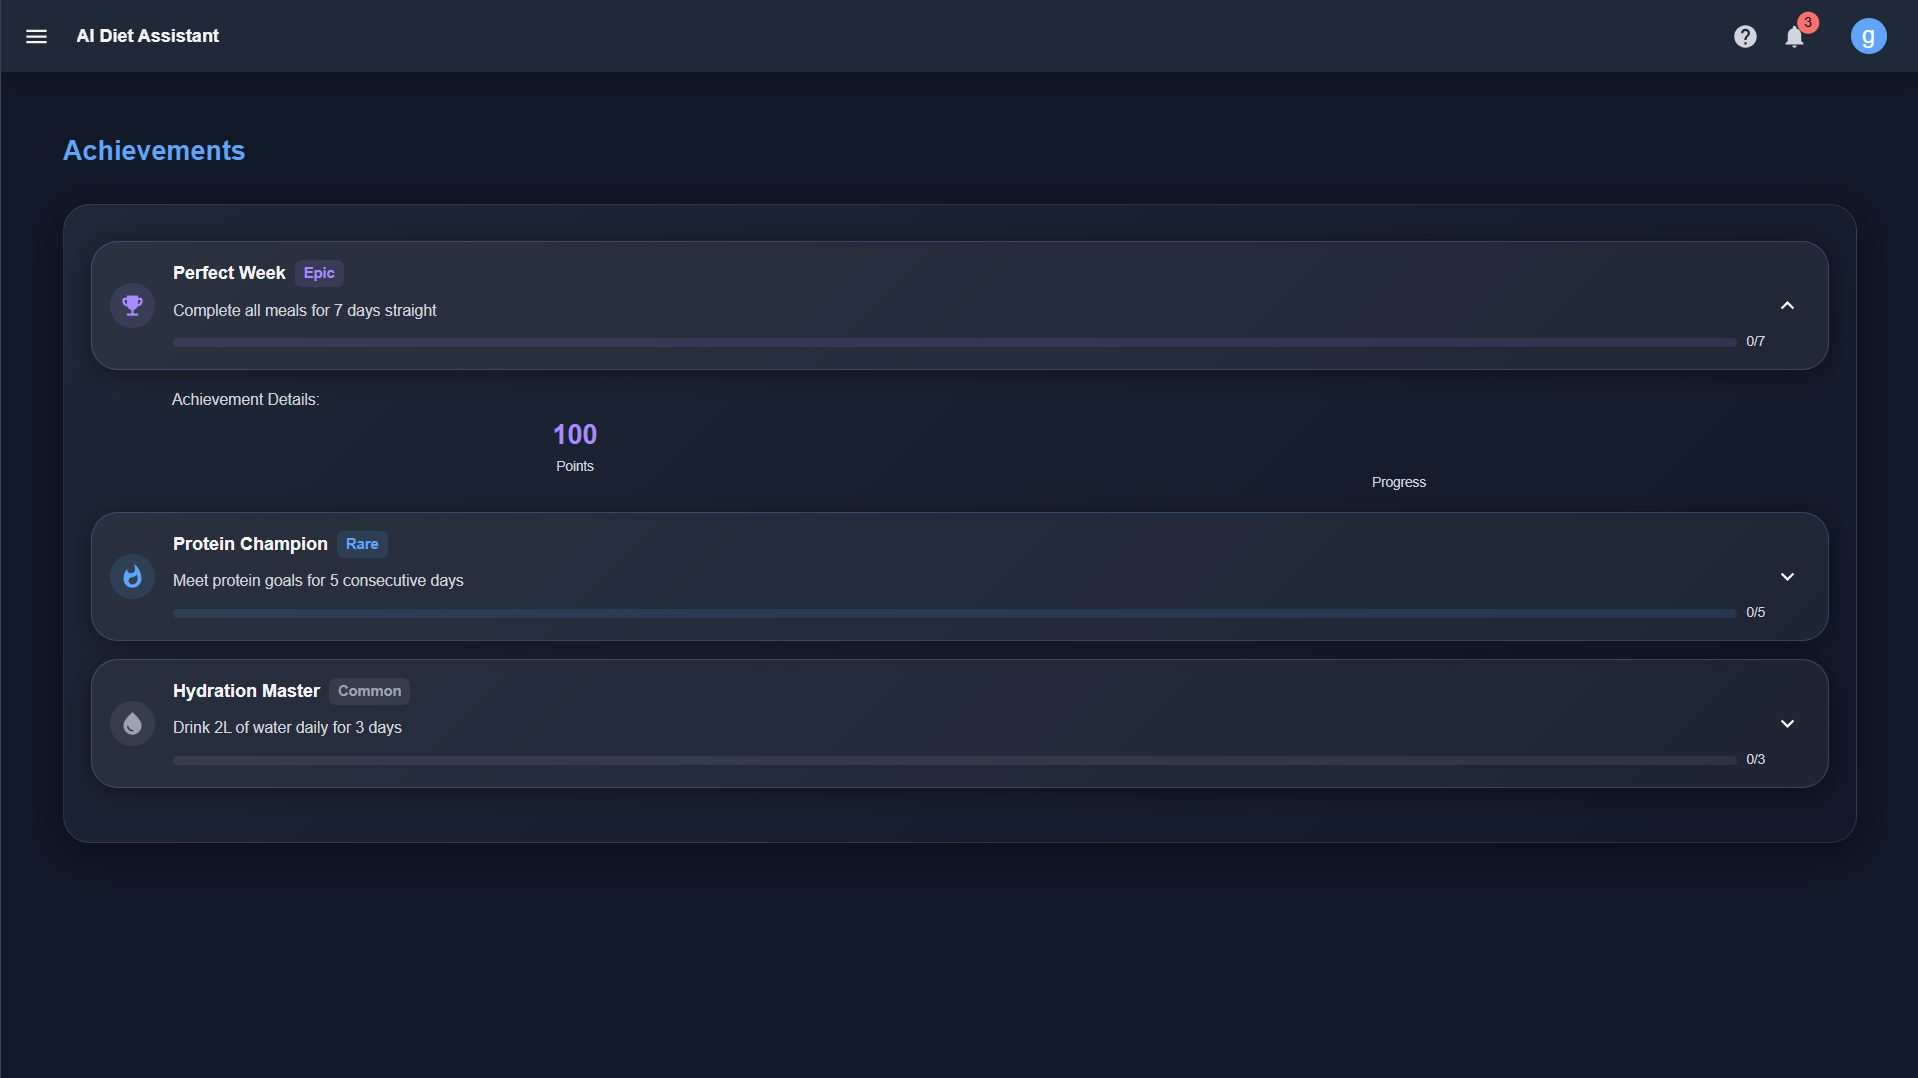 AI Diet Assistant
3
g
Achievements
Perfect Week Epic
Complete all meals for 7 days straight
0/7
Achievement Details:
100
Points
Progress
Protein Champion Rare
Meet protein goals for 5 consecutive days
0/5
Hydration Master Common
Drink 2L of water daily for 3 days
0/3